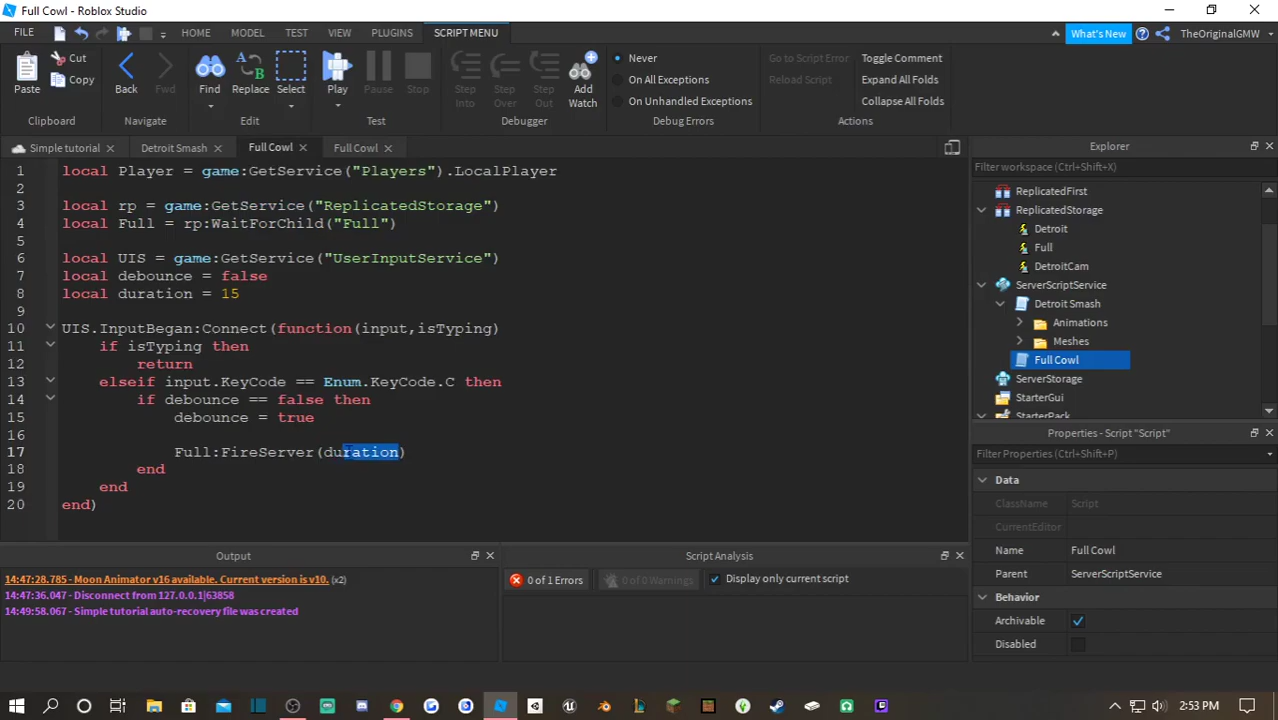 Full Cowl - Roblox Studio
FILE HOME MODEL TEST VIEW PLUGINS SCRIPT MENU What's New TheOriginalGMW
Paste Cut Copy
Back Fwd
Find Replace Select
Play Pause Stop
Step Into Step Over Step Out Add Watch
Never
On All Exceptions
On Unhandled Exceptions
Go to Script Error
Reload Script
Toggle Comment
Expand All Folds
Collapse All Folds
Clipboard Navigate Edit Test Debugger Debug Errors Actions
Simple tutorial Detroit Smash Full Cowl Full Cowl
1 local Player = game:GetService("Players").LocalPlayer
2
3 local rp = game:GetService("ReplicatedStorage")
4 local Full = rp:WaitForChild("Full")
5
6 local UIS = game:GetService("UserInputService")
7 local debounce = false
8 local duration = 15
9
10 UIS.InputBegan:Connect(function(input,isTyping)
11 if isTyping then
12 return
13 elseif input.KeyCode == Enum.KeyCode.C then
14 if debounce == false then
15 debounce = true
16
17 Full:FireServer(duration)
18 end
19 end
20 end)
Explorer
Filter workspace (Ctrl+Shift+X)
ReplicatedFirst
ReplicatedStorage
Detroit
Full
DetroitCam
ServerScriptService
Detroit Smash
Animations
Meshes
Full Cowl
ServerStorage
StarterGui
StarterPack
Properties - Script "Script"
Filter Properties (Ctrl+Shift+P)
Data
ClassName Script
CurrentEditor
Name Full Cowl
Parent ServerScriptService
Behavior
Archivable
Disabled
Output
14:47:28.785 - Moon Animator v16 available. Current version is v10. (x2)
14:47:36.047 - Disconnect from 127.0.0.1|63858
14:49:58.067 - Simple tutorial auto-recovery file was created
Script Analysis
0 of 1 Errors 0 of 0 Warnings Display only current script
2:53 PM